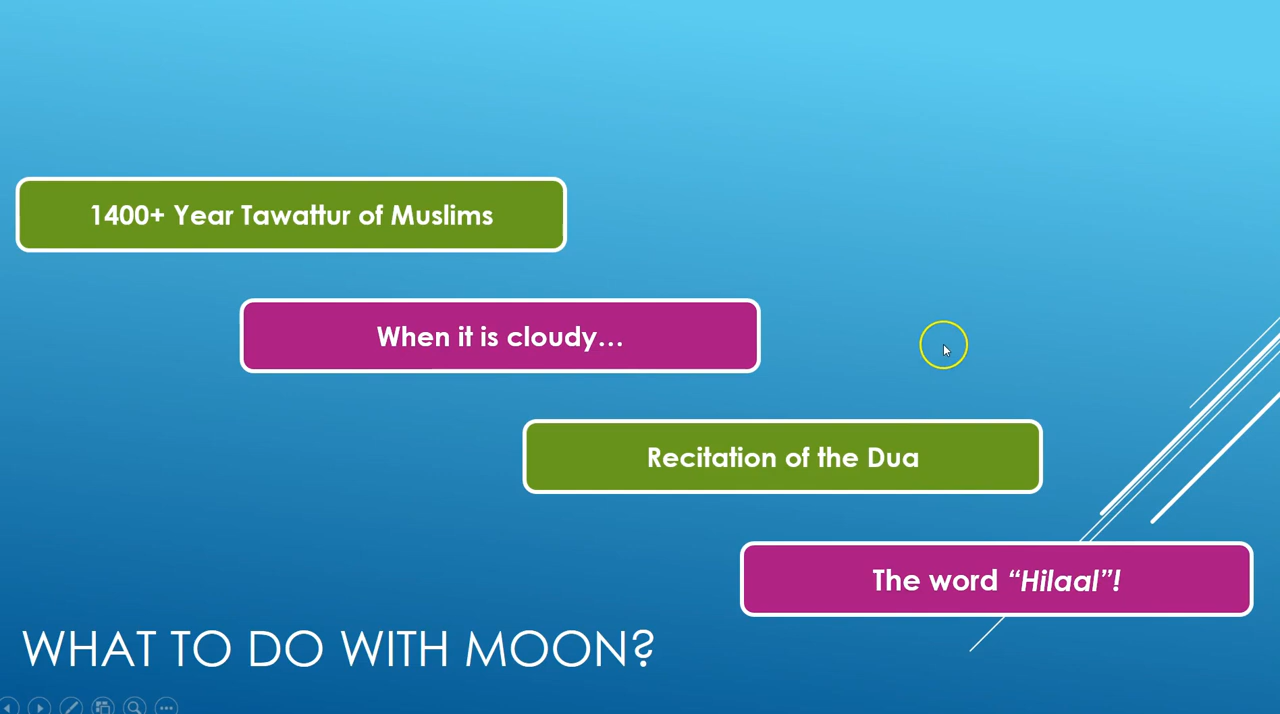 1400+ Year Tawattur of Muslims
When it is cloudy...
Recitation of the Dua
The word “Hilaal”!
WHAT TO DO WITH MOON?